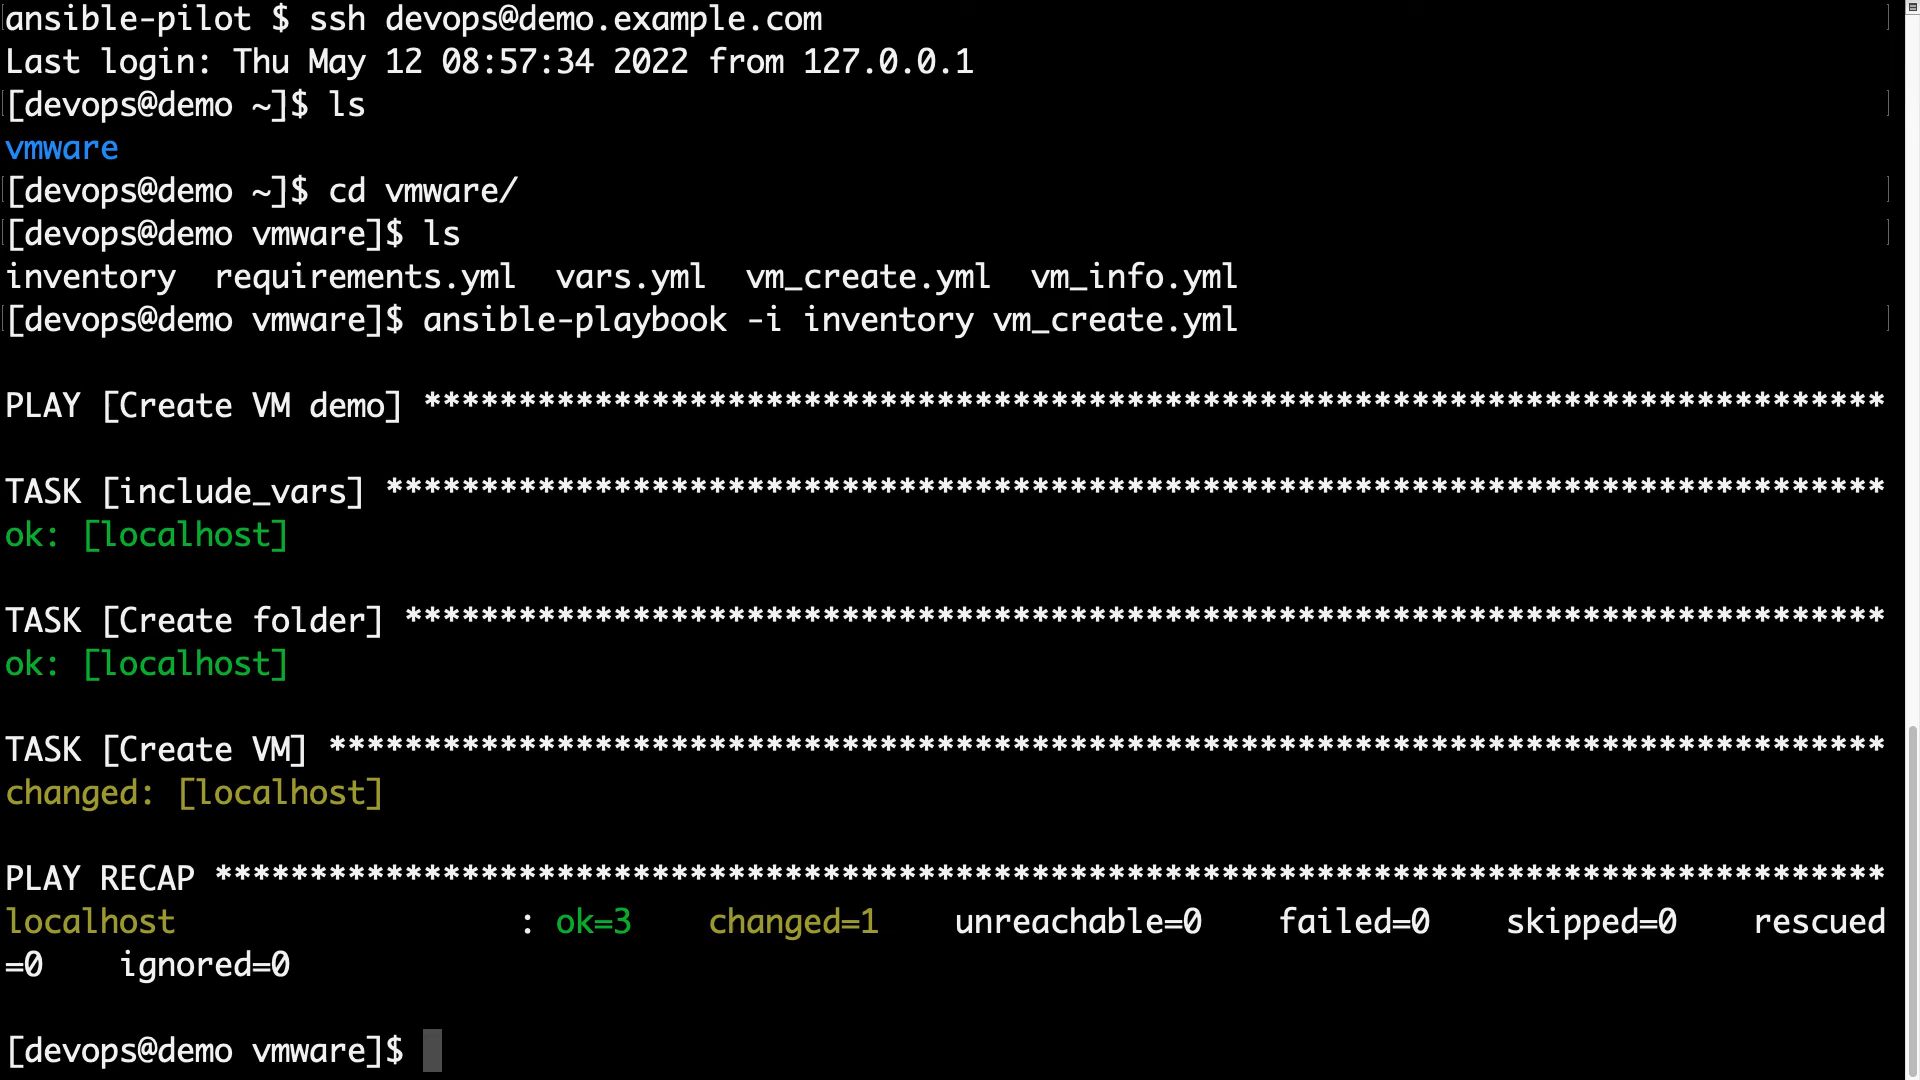 ansible-pilot $ ssh devops@demo.example.com
Last login: Thu May 12 08:57:34 2022 from 127.0.0.1
[devops@demo ~]$ ls
vmware
[devops@demo ~]$ cd vmware/
[devops@demo vmware]$ ls
inventory  requirements.yml  vars.yml  vm_create.yml  vm_info.yml
[devops@demo vmware]$ ansible-playbook -i inventory vm_create.yml
PLAY [Create VM demo] *****************************************************************************
TASK [include_vars] *******************************************************************************
ok: [localhost]
TASK [Create folder] ******************************************************************************
ok: [localhost]
TASK [Create VM] **********************************************************************************
changed: [localhost]
PLAY RECAP ****************************************************************************************
localhost                  : ok=3    changed=1    unreachable=0    failed=0    skipped=0    rescued
=0    ignored=0
[devops@demo vmware]$